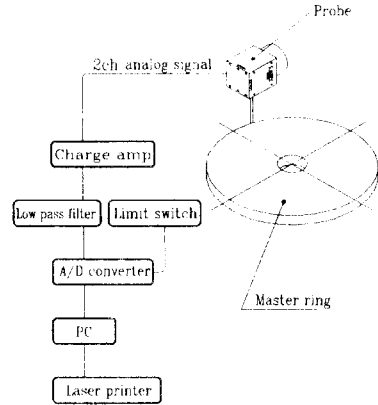 Probe
2ch analog signal
Charge amp
Low pass filter
Limit switch
A/D converter
Master ring
PC
Laser printer